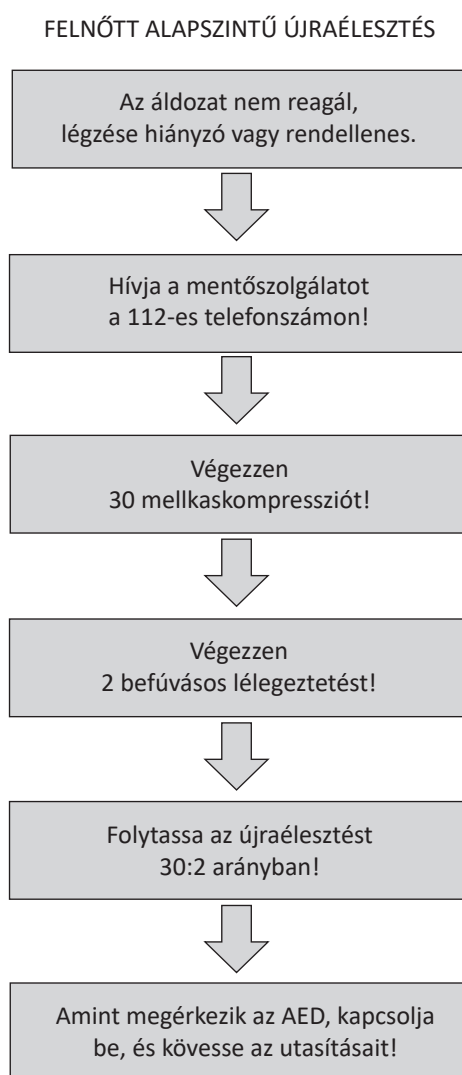 FELNŐTT ALAPSZINTŰ ÚJRAÉLESZTÉS
Az áldozat nem reagál,
légzése hiányzó vagy rendellenes.
Hívja a mentőszolgálatot
a 112-es telefonszámon!
Végezzen
30 mellkaskompressziót!
Végezzen
2 befúvásos lélegeztetést!
Folytassa az újraélesztést
30:2 arányban!
Amint megérkezik az AED, kapcsolja
be, és kövesse az utasításait!